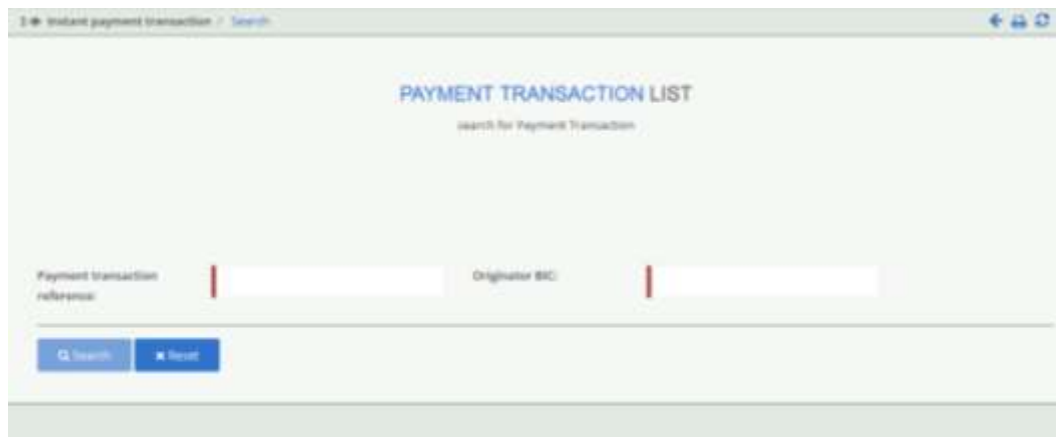 Instant payment transaction / Search
PAYMENT TRANSACTION LIST
search for Payment Transaction
Payment transaction
reference:
Originator BIC:
Search
Reset